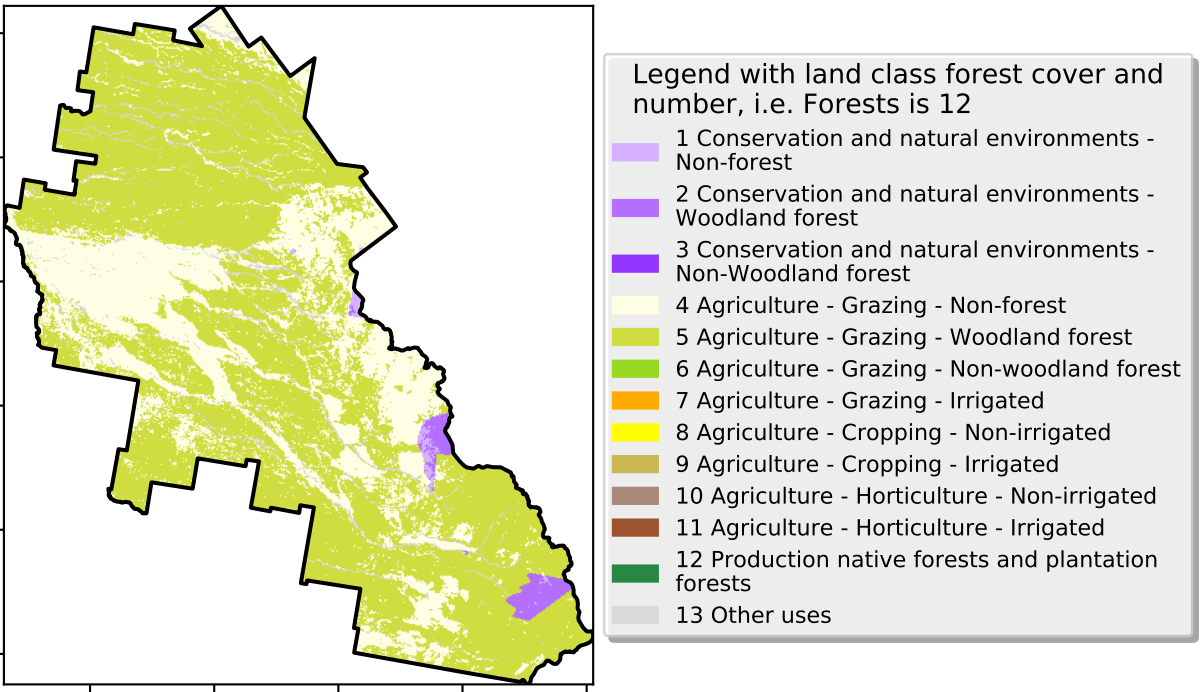 Legend with land class forest cover and
number, i.e. Forests is 12
1 Conservation and natural environments -
Non-forest
2 Conservation and natural environments -
Woodland forest
3 Conservation and natural environments -
Non-Woodland forest
4 Agriculture - Grazing - Non-forest
5 Agriculture - Grazing - Woodland forest
6 Agriculture - Grazing - Non-woodland forest
7 Agriculture - Grazing - Irrigated
8 Agriculture - Cropping - Non-irrigated
9 Agriculture - Cropping - Irrigated
10 Agriculture - Horticulture - Non-irrigated
11 Agriculture - Horticulture - Irrigated
12 Production native forests and plantation
forests
13 Other uses